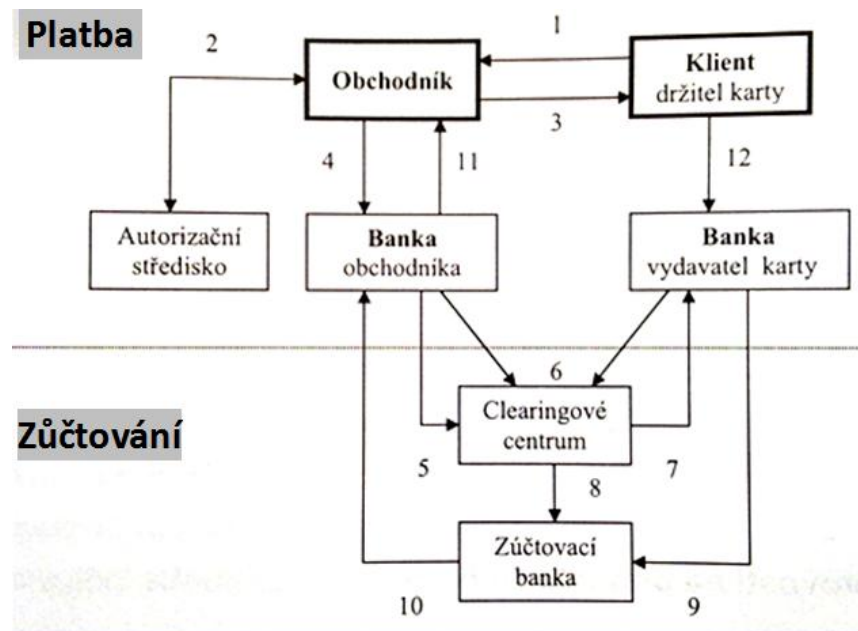 Platba
2
1
Obchodník
Klient
držitel karty
3
4
11
12
Autorizační
středisko
Banka
obchodníka
Banka
vydavatel karty
6
Clearingové
centrum
Zůčtování
5
7
8
Zúčtovací
banka
10
9